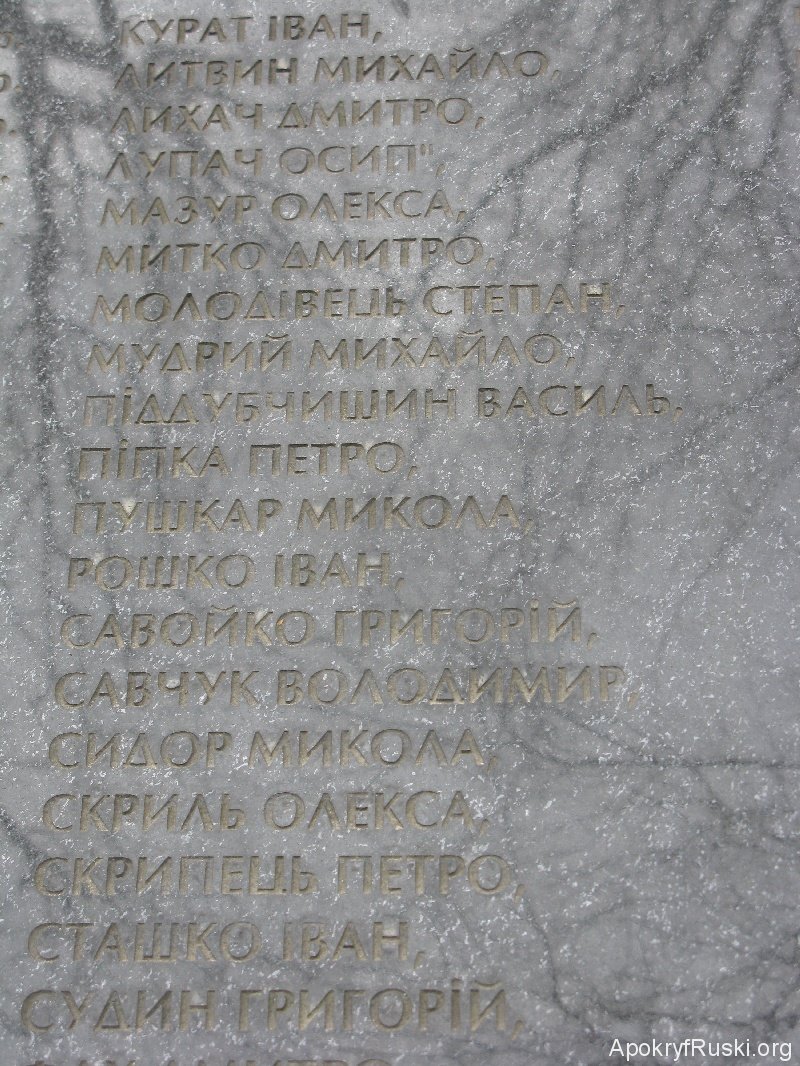 КУРАТ ІВАН,
ЛИТВИН МИХАЙЛО,
ЛИХАЧ ДМИТРО,
ЛУПАЧ ОСИП",
МАЗУР ОЛЕКСА,
МИТКО ДМИТРО,
МОЛОДІВЕЦЬ СТЕПАН,
МУДРИЙ МИХАЙЛО,
ПіДДУБЧИШИН ВАСИЛЬ,
ПіПКА ПЕТРО,
ПУШКАР МИКОЛА,
РОШКО ІВАН,
САВОЙКО ГРИГОРІЙ,
САВЧУК ВОЛОДИМИР,
СИДОР МИКОЛА,
СКРИЛЬ ОЛЕКСА,
СКРИПЕЦЬ ПЕТРО,
СТАШКО ІВАН,
СУДИН ГРИГОРІЙ,
ApokryfRuski.org